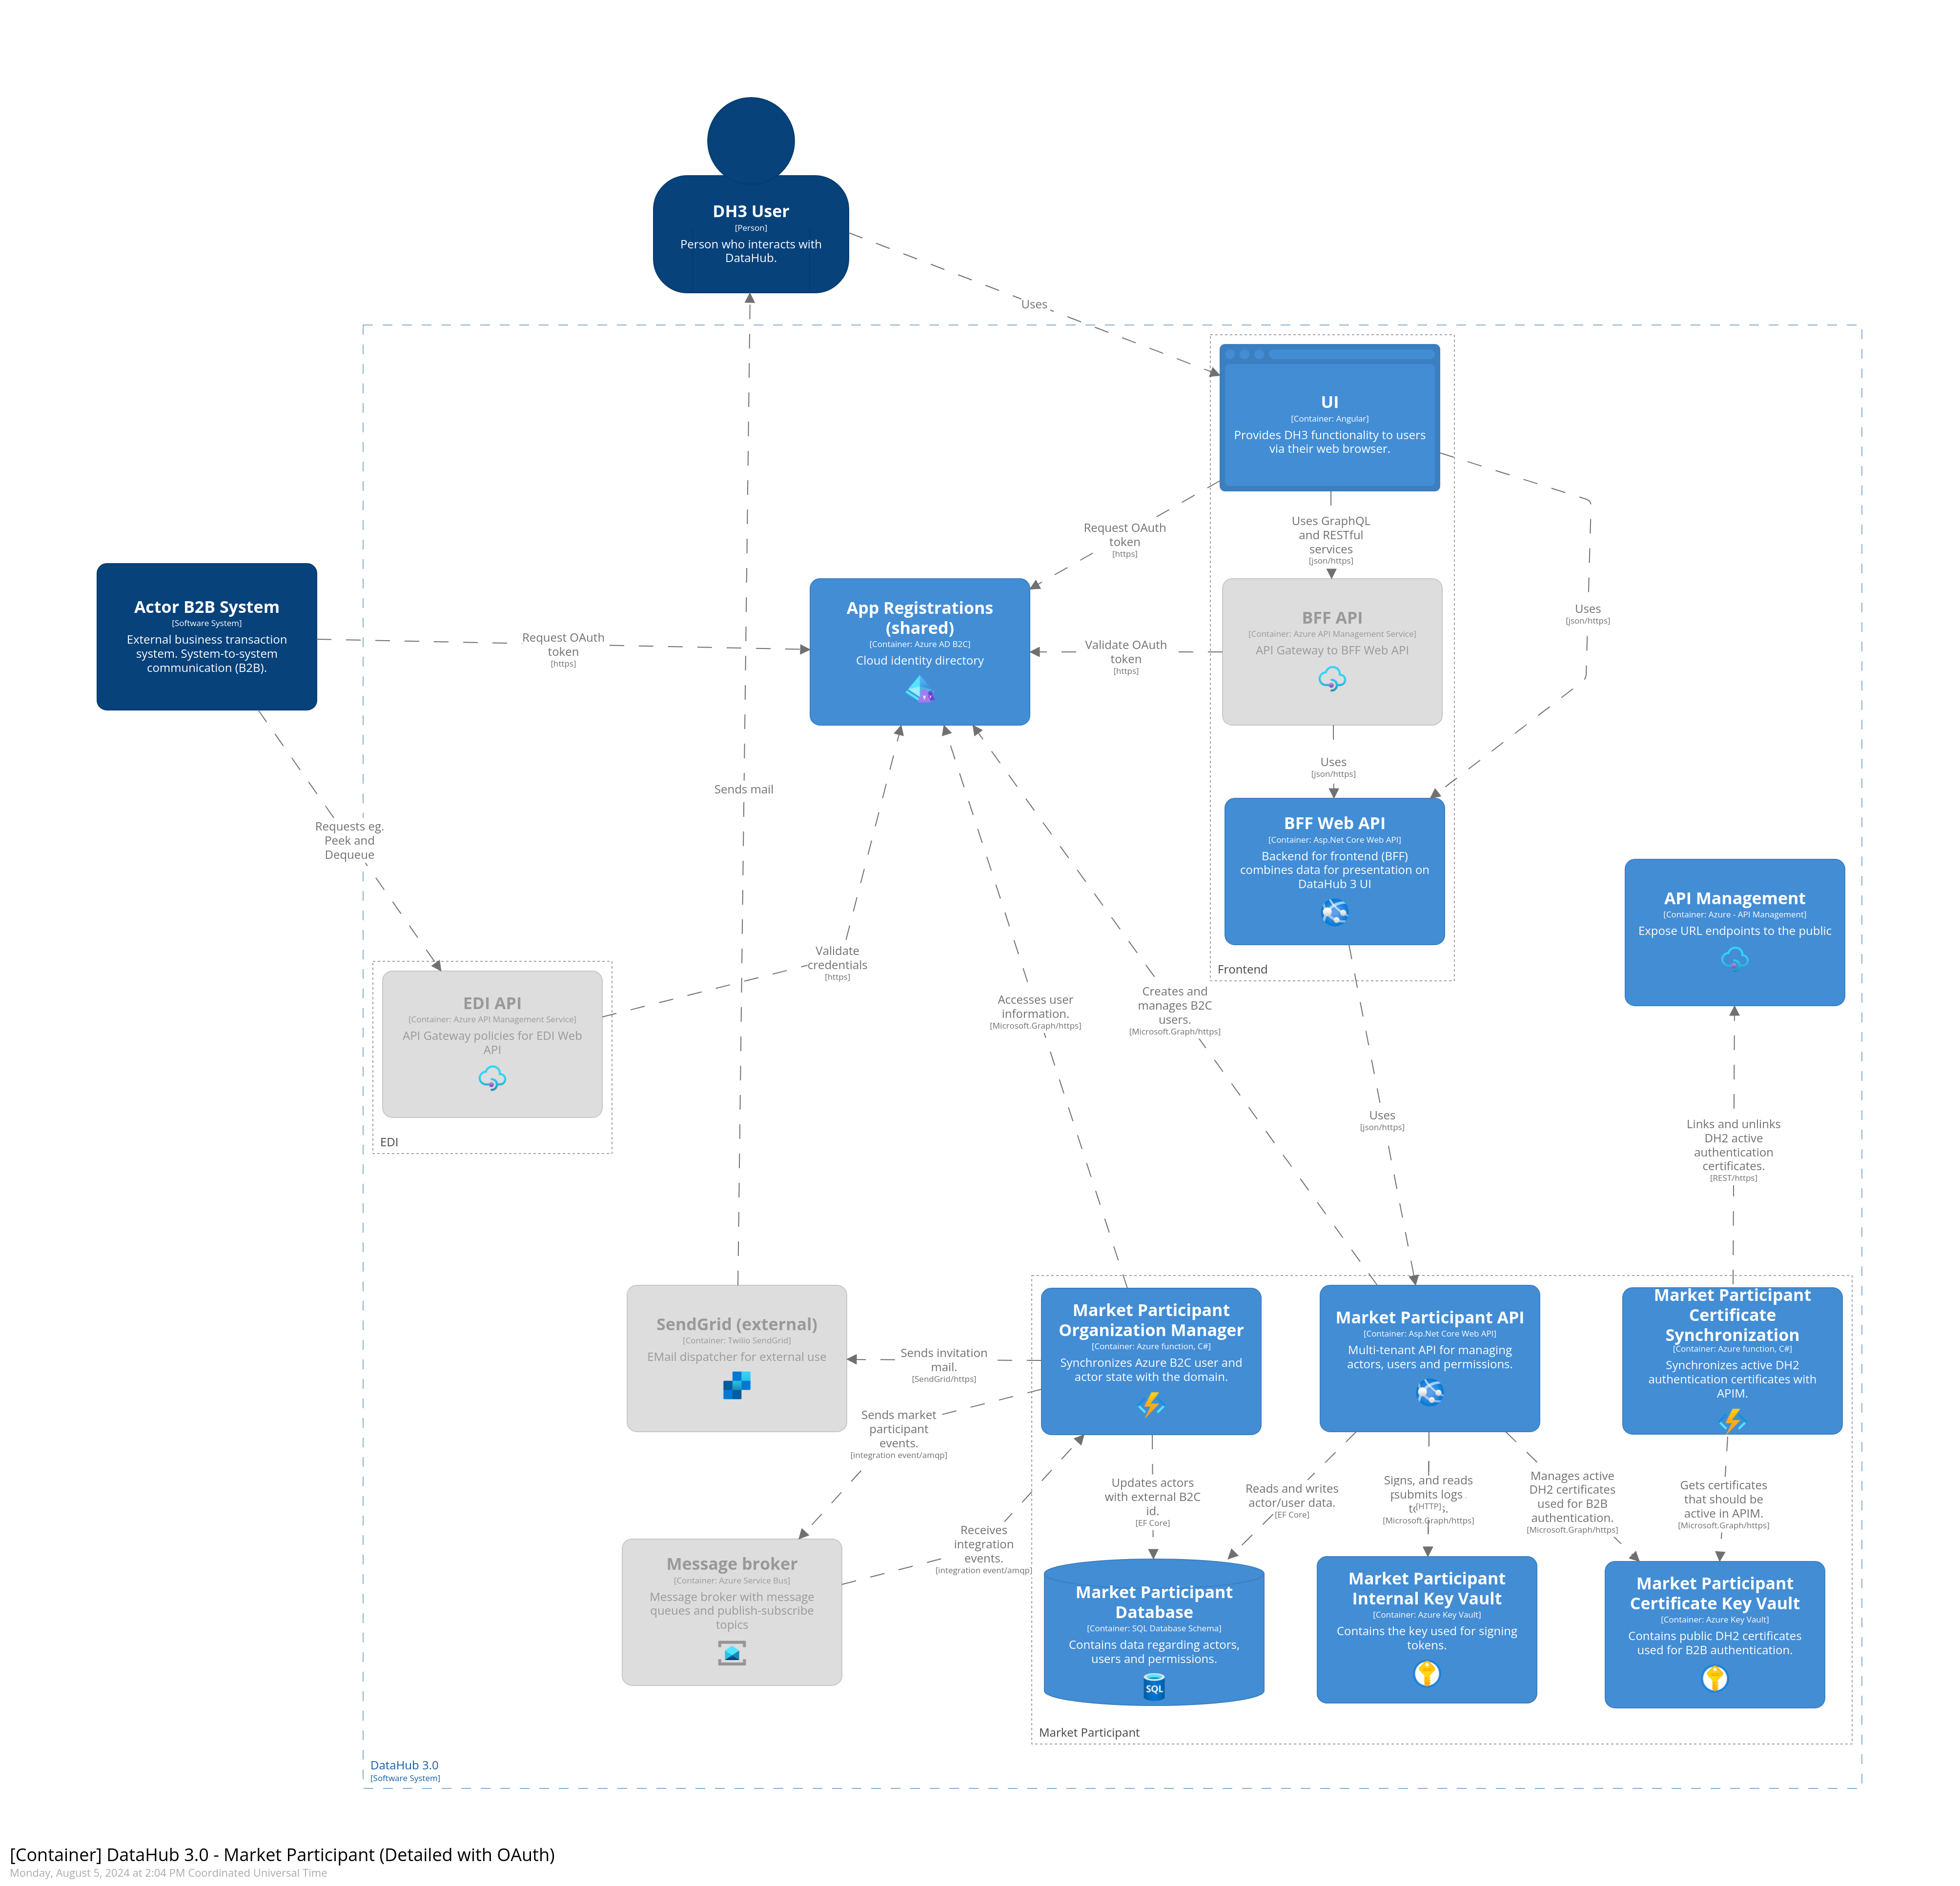 DH3 User
[Person]
Person who interacts with
DataHub.
Uses
UI
[Container: Angular]
Provides DH3 functionality to users
via their web browser.
Request OAuth
token
[https]
Uses GraphQL
and RESTful
services
[json/https]
Uses
[json/https]
Actor B2B System
[Software System]
External business transaction
system. System-to-system
communication (B2B).
Request OAuth
token
[https]
App Registrations
(shared)
[Container: Azure AD B2C]
Cloud identity directory
Validate OAuth
token
[https]
BFF API
[Container: Azure API Management Service]
API Gateway to BFF Web API
Uses
[json/https]
Sends mail
Requests eg.
Peek and
Dequeue
BFF Web API
[Container: Asp.Net Core Web API]
Backend for frontend (BFF)
combines data for presentation on
DataHub 3 UI
Frontend
API Management
[Container: Azure - API Management]
Expose URL endpoints to the public
Validate
credentials
[https]
EDI API
[Container: Azure API Management Service]
API Gateway policies for EDI Web
API
EDI
Accesses user
information.
[Microsoft.Graph/https]
Creates and
manages B2C
users.
[Microsoft.Graph/https]
Uses
[json/https]
Links and unlinks
DH2 active
authentication
certificates.
[REST/https]
SendGrid (external)
[Container: Twilio SendGrid]
EMail dispatcher for external use
Sends invitation
mail.
[SendGrid/https]
Market Participant
Organization Manager
[Container: Azure function, C#]
Synchronizes Azure B2C user and
actor state with the domain.
Market Participant API
[Container: Asp.Net Core Web API]
Multi-tenant API for managing
actors, users and permissions.
Market Participant
Certificate
Synchronization
[Container: Azure function, C#]
Synchronizes active DH2
authentication certificates with
APIM.
Sends market
participant
events.
[integration event/amqp]
Receives
integration
events.
[integration event/amqp]
Updates actors
with external B2C
id.
[EF Core]
Reads and writes
actor/user data.
[EF Core]
Signs, and reads
submits logs
[HTTP]
[Microsoft.Graph/https]
Manages active
DH2 certificates
used for B2B
authentication.
[Microsoft.Graph/https]
Gets certificates
that should be
active in APIM.
[Microsoft.Graph/https]
Message broker
[Container: Azure Service Bus]
Message broker with message
queues and publish-subscribe
topics
Market Participant
Database
[Container: SQL Database Schema]
Contains data regarding actors,
users and permissions.
SQL
Market Participant
Internal Key Vault
[Container: Azure Key Vault]
Contains the key used for signing
tokens.
Market Participant
Certificate Key Vault
[Container: Azure Key Vault]
Contains public DH2 certificates
used for B2B authentication.
Market Participant
DataHub 3.0
[Software System]
[Container] DataHub 3.0 - Market Participant (Detailed with OAuth)
Monday, August 5, 2024 at 2:04 PM Coordinated Universal Time